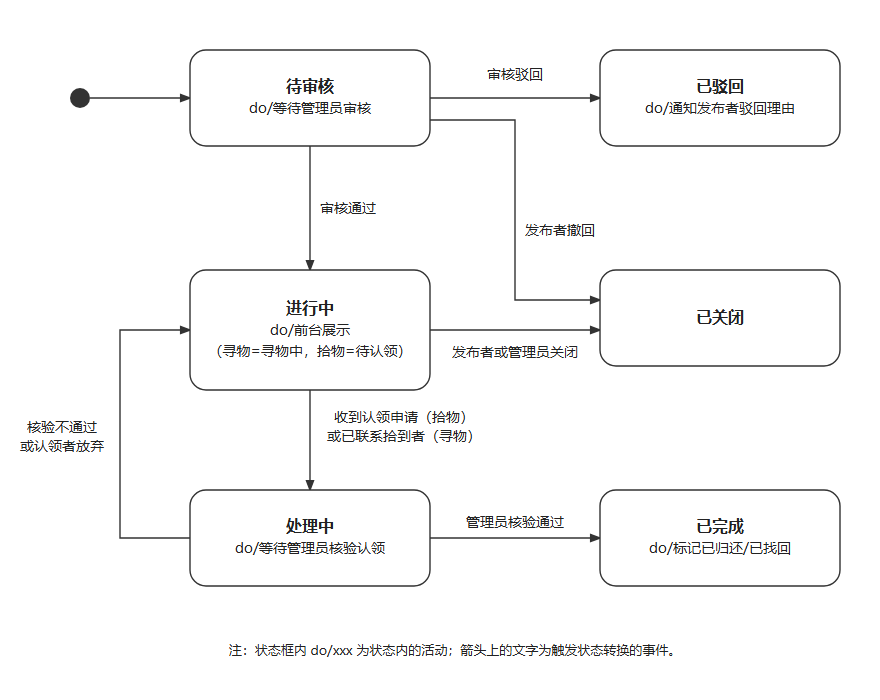 待审核
do/等待管理员审核
审核驳回
已驳回
do/通知发布者驳回理由
审核通过
发布者撤回
进行中
do/前台展示
（寻物=寻物中，拾物=待认领）
发布者或管理员关闭
已关闭
核验不通过
或认领者放弃
收到认领申请（拾物）
或已联系拾到者（寻物）
处理中
do/等待管理员核验认领
管理员核验通过
已完成
do/标记已归还/已找回
注：状态框内 do/xxx 为状态内的活动；箭头上的文字为触发状态转换的事件。